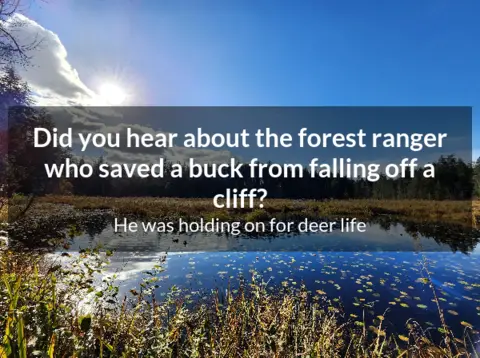 Did you hear about the forest ranger
who saved a buck from falling off a
cliff?
He was holding on for deer life